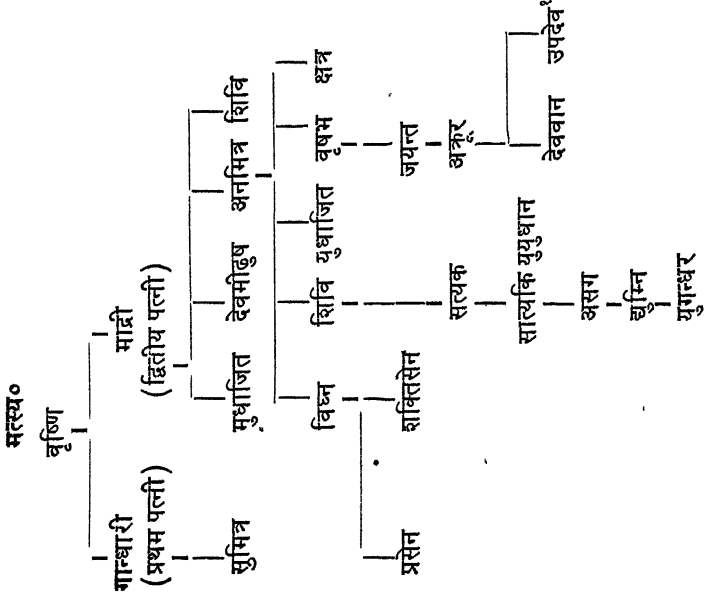 मत्स्य०
वृष्णि
गान्धारी माद्री
(प्रथम पत्नी) (द्वितीय पत्नी)
सुमित्र मुधाजित देवमीढुष अनमित्र शिवि
विघ्न शिवि युधाजित वृषभ क्षत्र
प्रसेन शक्तिसेन सत्यक जयन्त
सात्यकि युयुधान अक्रूर
असग देववान उपदेव
द्युम्नि
युगन्धर